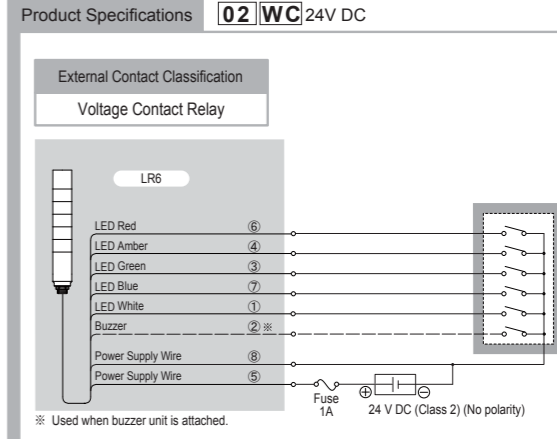 Product Specifications 02 WC 24V DC
External Contact Classification
Voltage Contact Relay
LR6
LED Red ⑥
LED Amber ④
LED Green ③
LED Blue ⑦
LED White ①
Buzzer ② ※
Power Supply Wire ⑧
Power Supply Wire ⑤
Fuse
1A
⊕ ⊖
24 V DC (Class 2) (No polarity)
※ Used when buzzer unit is attached.